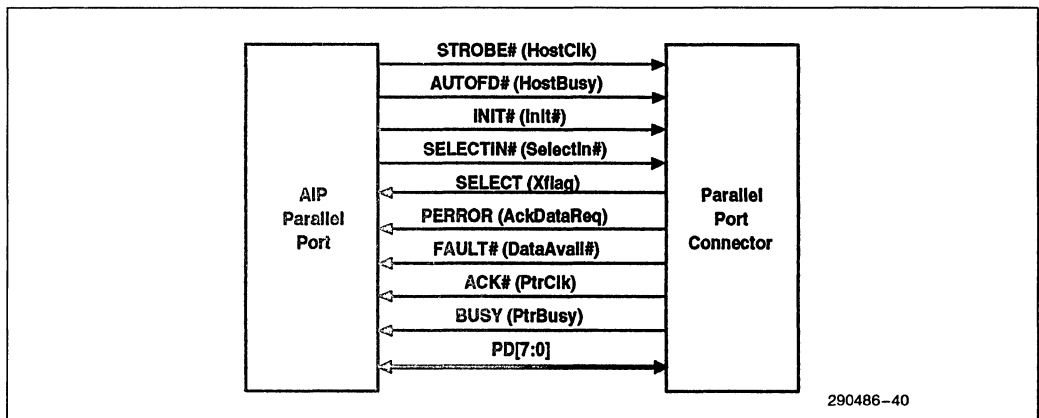 STROBE# (HostClk)
AUTOFD# (HostBusy)
INIT# (Init#)
SELECTIN# (SelectIn#)
SELECT (Xflag)
PERROR (AckDataReq)
FAULT# (DataAvail#)
ACK# (PtrClk)
BUSY (PtrBusy)
PD[7:0]
AIP
Parallel
Port
Parallel
Port
Connector
290486–40